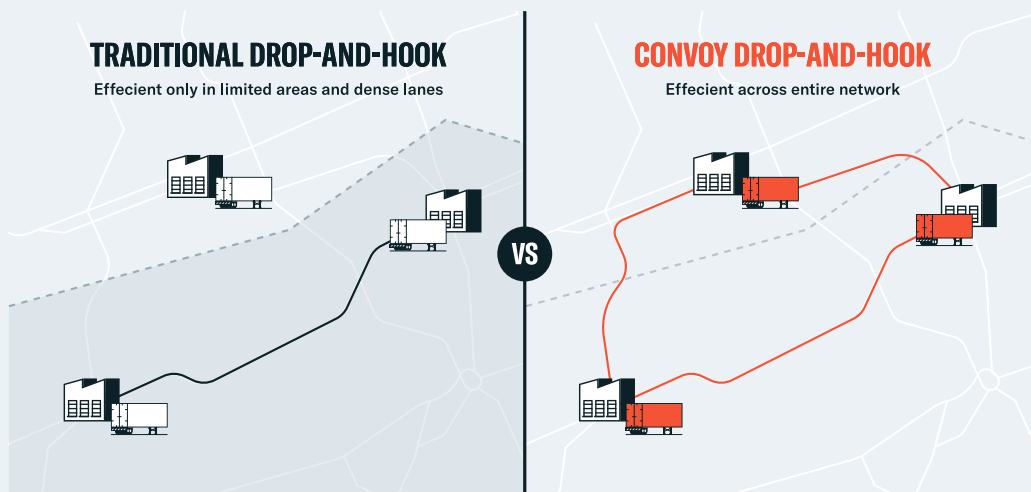 TRADITIONAL DROP-AND-HOOK
Effecient only in limited areas and dense lanes
VS
CONVOY DROP-AND-HOOK
Effecient across entire network